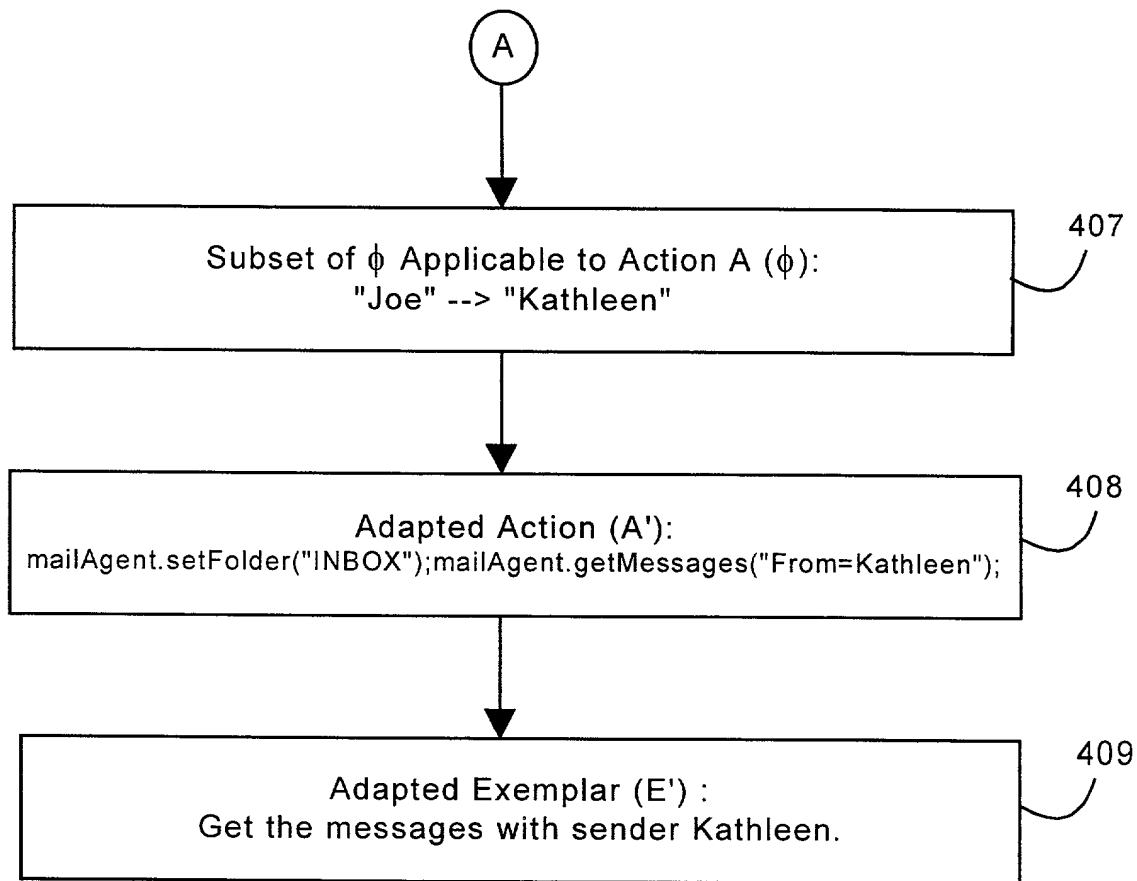 A
407
Subset of ϕ Applicable to Action A (ϕ):
"Joe" --> "Kathleen"
408
Adapted Action (A'):
mailAgent.setFolder("INBOX");mailAgent.getMessages("From=Kathleen");
409
Adapted Exemplar (E') :
Get the messages with sender Kathleen.